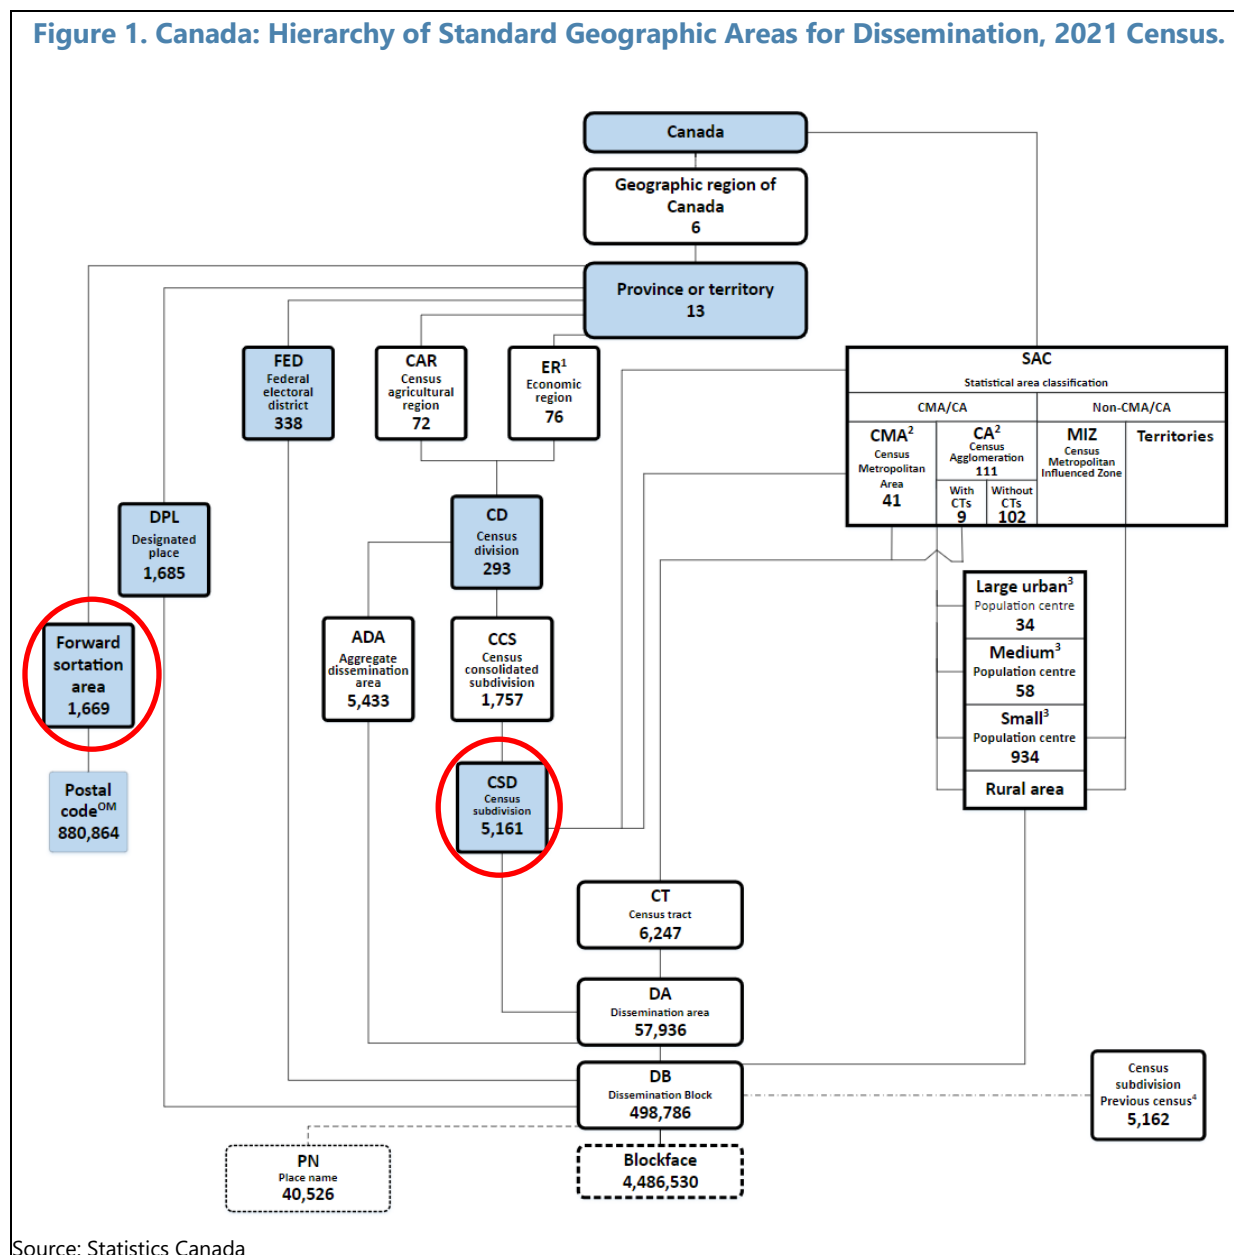 Figure 1. Canada: Hierarchy of Standard Geographic Areas for Dissemination, 2021 Census.
Canada
Geographic region of
Canada
6
Province or territory
13
FED
Federal
electoral
district
338
CAR
Census
agricultural
region
72
ER1
Economic
region
76
SAC
Statistical area classification
CMA/CA
Non-CMA/CA
CMA2
Census
Metropolitan
Area
41
CA2
Census
Agglomeration
111
With
CTs
9
Without
CTs
102
MIZ
Census
Metropolitan
Influenced Zone
Territories
DPL
Designated
place
1,685
CD
Census
division
293
Forward
sortation
area
1,669
ADA
Aggregate
dissemination
area
5,433
CCS
Census
consolidated
subdivision
1,757
Large urban3
Population centre
34
Medium3
Population centre
58
Small3
Population centre
934
Rural area
Postal
codeOM
880,864
CSD
Census
subdivision
5,161
CT
Census tract
6,247
DA
Dissemination area
57,936
DB
Dissemination Block
498,786
Census
subdivision
Previous census4
5,162
PN
Place name
40,526
Blockface
4,486,530
Source: Statistics Canada